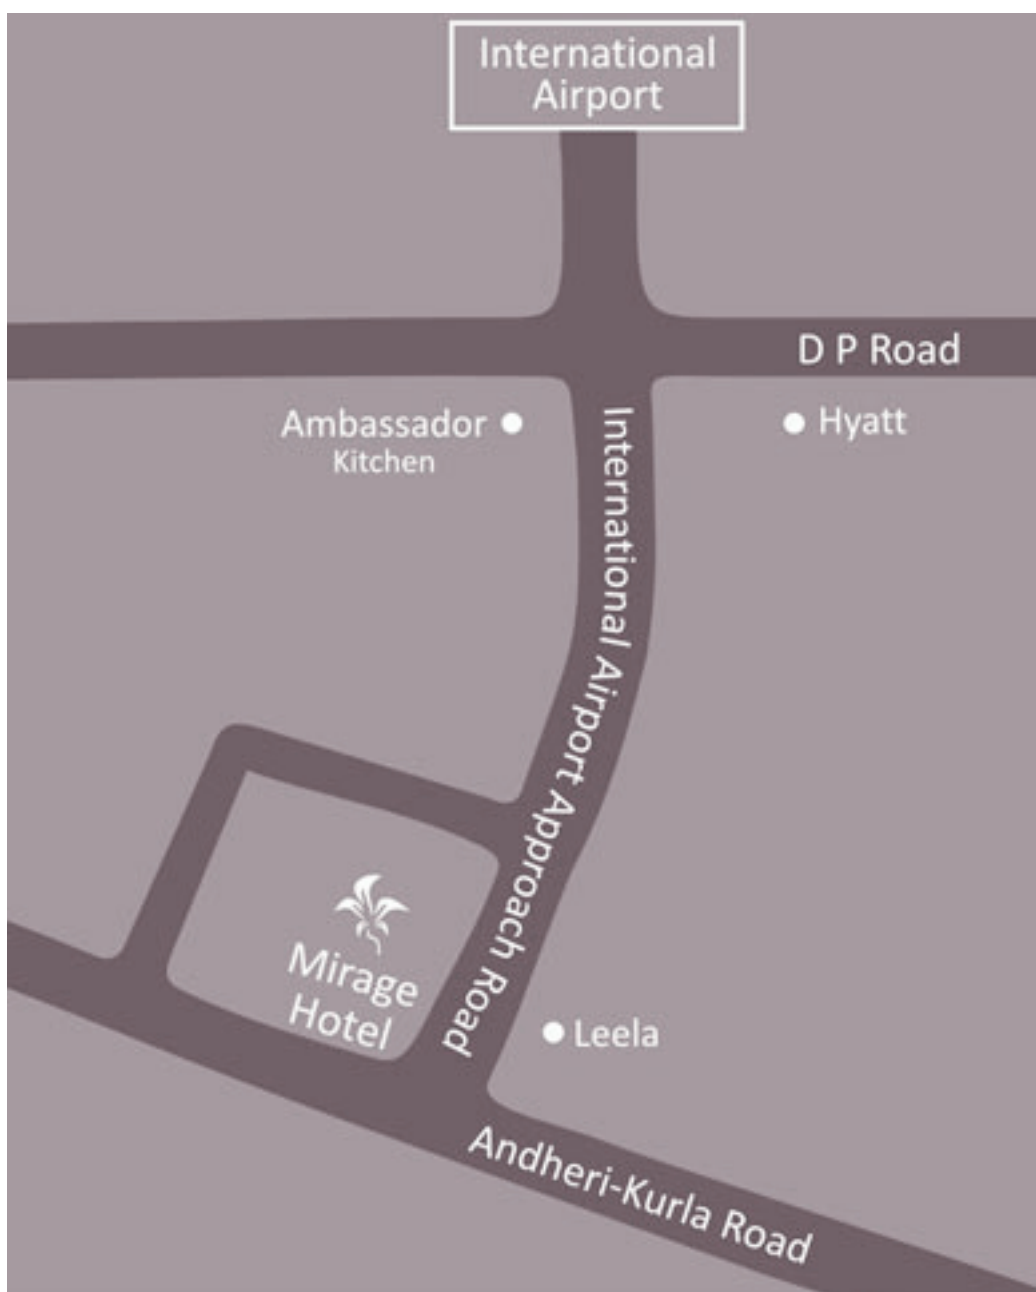 International
Airport
D P Road
Ambassador
Kitchen
Hyatt
International Airport Approach Road
Mirage
Hotel
Leela
Andheri-Kurla Road